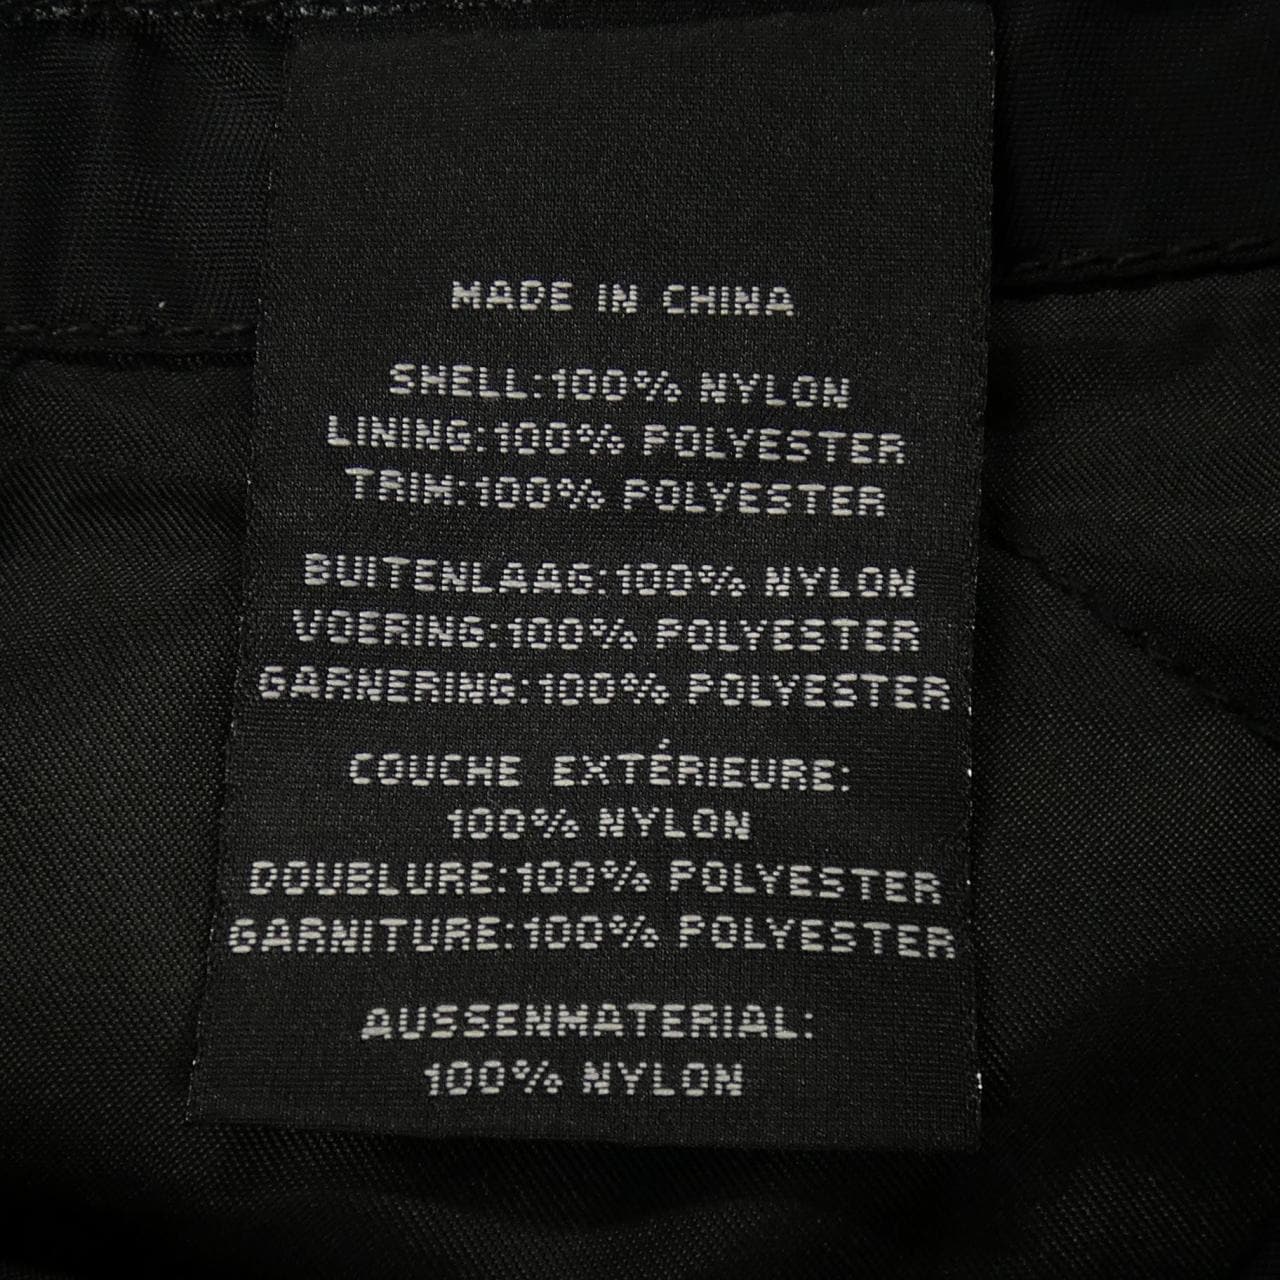 MADE IN CHINA
SHELL:100% NYLON
LINING:100% POLYESTER
TRIM:100% POLYESTER
BUITENLAAG:100% NYLON
VOERING:100% POLYESTER
GARNERING:100% POLYESTER
COUCHE EXTÉRIEURE:
100% NYLON
DOUBLURE:100% POLYESTER
GARNITURE:100% POLYESTER
AUSSENMATERIAL:
100% NYLON